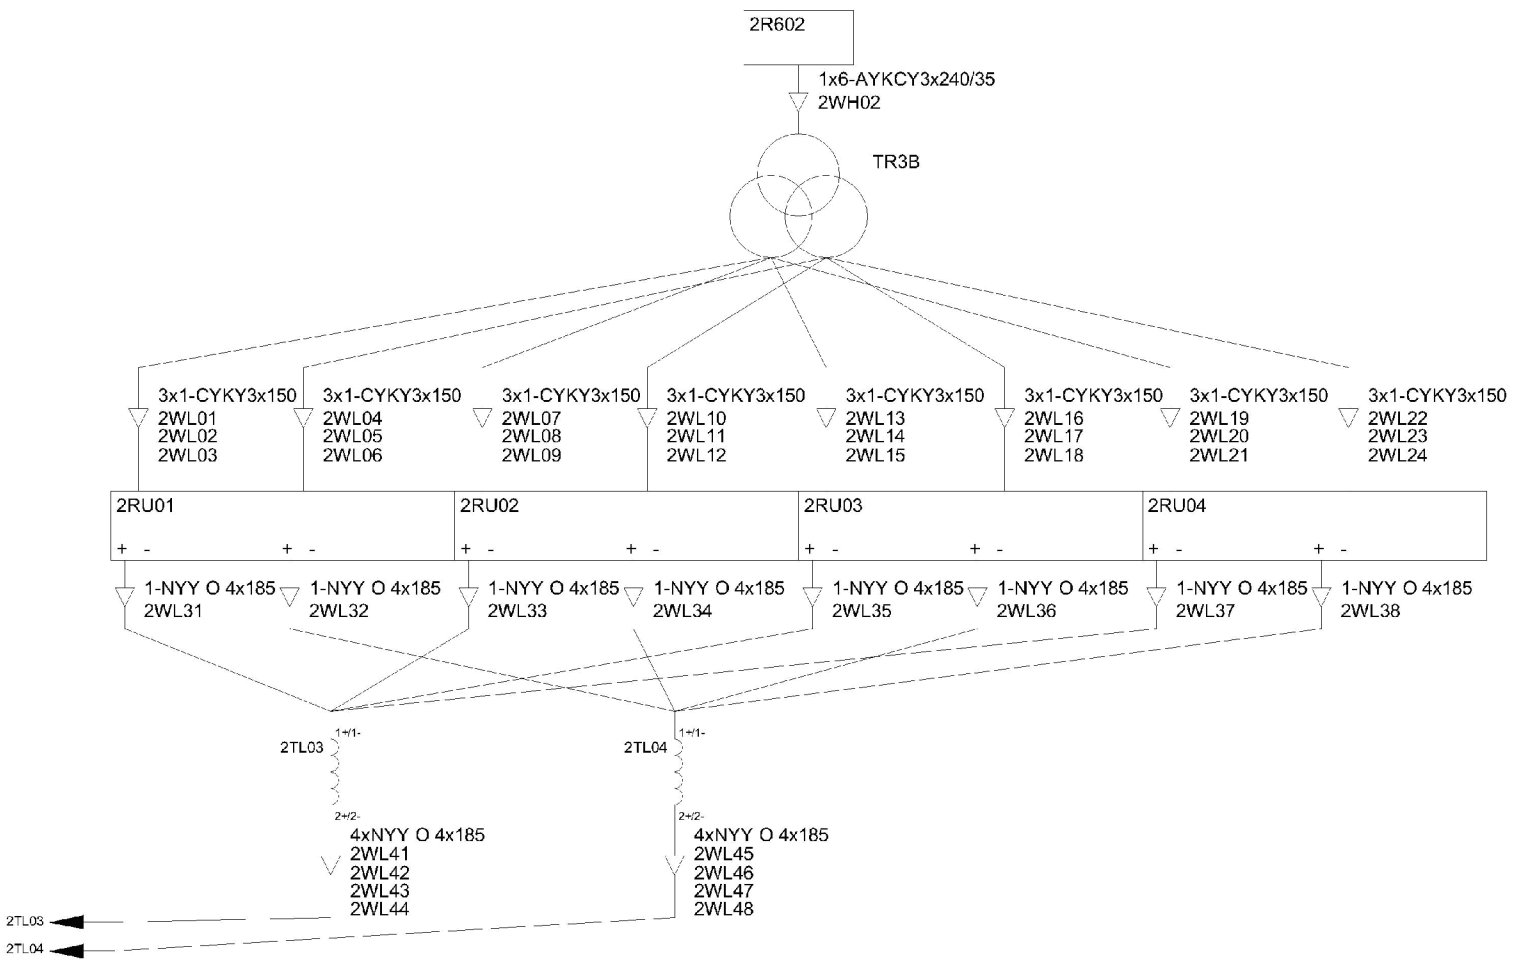 2R602
1x6-AYKCY3x240/35
2WH02
TR3B
3x1-CYKY3x150
2WL01
2WL02
2WL03
3x1-CYKY3x150
2WL04
2WL05
2WL06
3x1-CYKY3x150
2WL07
2WL08
2WL09
3x1-CYKY3x150
2WL10
2WL11
2WL12
3x1-CYKY3x150
2WL13
2WL14
2WL15
3x1-CYKY3x150
2WL16
2WL17
2WL18
3x1-CYKY3x150
2WL19
2WL20
2WL21
3x1-CYKY3x150
2WL22
2WL23
2WL24
2RU01
+ - + -
2RU02
+ - + -
2RU03
+ - + -
2RU04
+ - + -
1-NYY O 4x185
2WL31
1-NYY O 4x185
2WL32
1-NYY O 4x185
2WL33
1-NYY O 4x185
2WL34
1-NYY O 4x185
2WL35
1-NYY O 4x185
2WL36
1-NYY O 4x185
2WL37
1-NYY O 4x185
2WL38
1+/1-
2TL03
2+/2-
4xNYY O 4x185
2WL41
2WL42
2WL43
2WL44
1+/1-
2TL04
2+/2-
4xNYY O 4x185
2WL45
2WL46
2WL47
2WL48
2TL03
2TL04